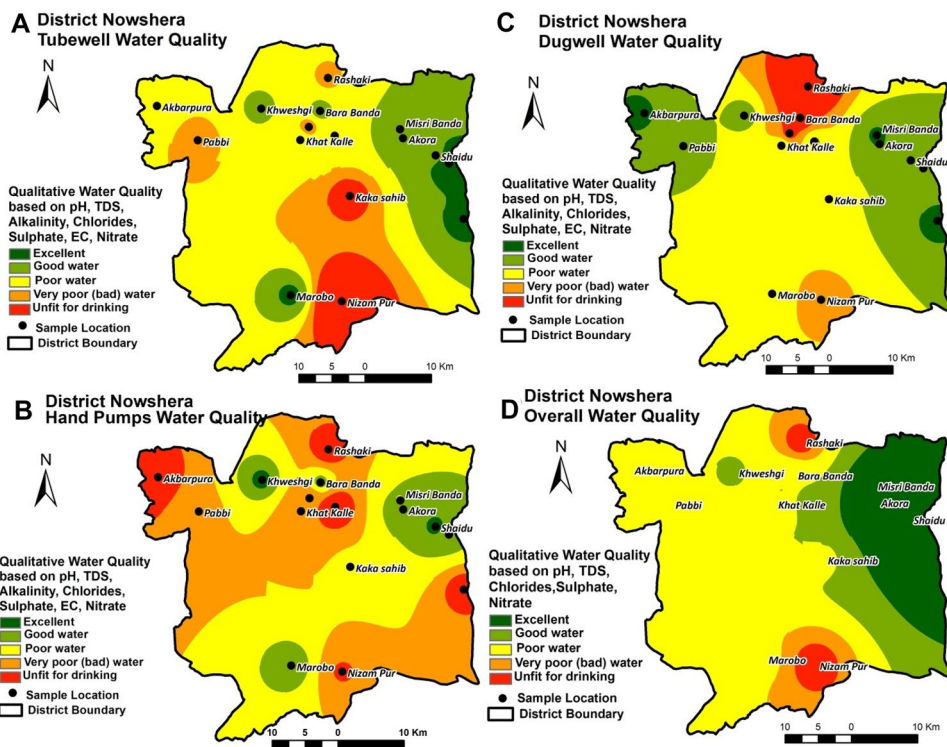 A
District Nowshera
Tubewell Water Quality
N
Rashaki
Akbarpura
Khweshgi
Bara Banda
Pabbi
Khat Kalle
Misri Banda
Akora
Shaidu
Kaka sahib
Marobo
Nizam Pur
Qualitative Water Quality
based on pH, TDS,
Alkalinity, Chlorides,
Sulphate, EC, Nitrate
Excellent
Good water
Poor water
Very poor (bad) water
Unfit for drinking
Sample Location
District Boundary
10 5 0 10 Km
C
District Nowshera
Dugwell Water Quality
N
Rashaki
Akbarpura
Khweshgi
Bara Banda
Pabbi
Khat Kalle
Misri Banda
Akora
Shaidu
Kaka sahib
Marobo
Nizam Pur
Qualitative Water Quality
based on pH, TDS,
Alkalinity, Chlorides,
Sulphate, EC, Nitrate
Excellent
Good water
Poor water
Very poor (bad) water
Unfit for drinking
Sample Location
District Boundary
10 5 0 10 Km
B
District Nowshera
Hand Pumps Water Quality
N
Rashaki
Akbarpura
Khweshgi
Bara Banda
Pabbi
Khat Kalle
Misri Banda
Akora
Shaidu
Kaka sahib
Marobo
Nizam Pur
Qualitative Water Quality
based on pH, TDS,
Alkalinity, Chlorides,
Sulphate, EC, Nitrate
Excellent
Good water
Poor water
Very poor (bad) water
Unfit for drinking
Sample Location
District Boundary
10 5 0 10 Km
D
District Nowshera
Overall Water Quality
N
Rashaki
Akbarpura
Khweshgi
Bara Banda
Pabbi
Khat Kalle
Misri Banda
Akora
Shaidu
Kaka sahib
Marobo
Nizam Pur
Qualitative Water Quality
based on pH, TDS,
Chlorides,Sulphate,
Nitrate
Excellent
Good water
Poor water
Very poor (bad) water
Unfit for drinking
Sample Location
District Boundary
10 5 0 10 Km